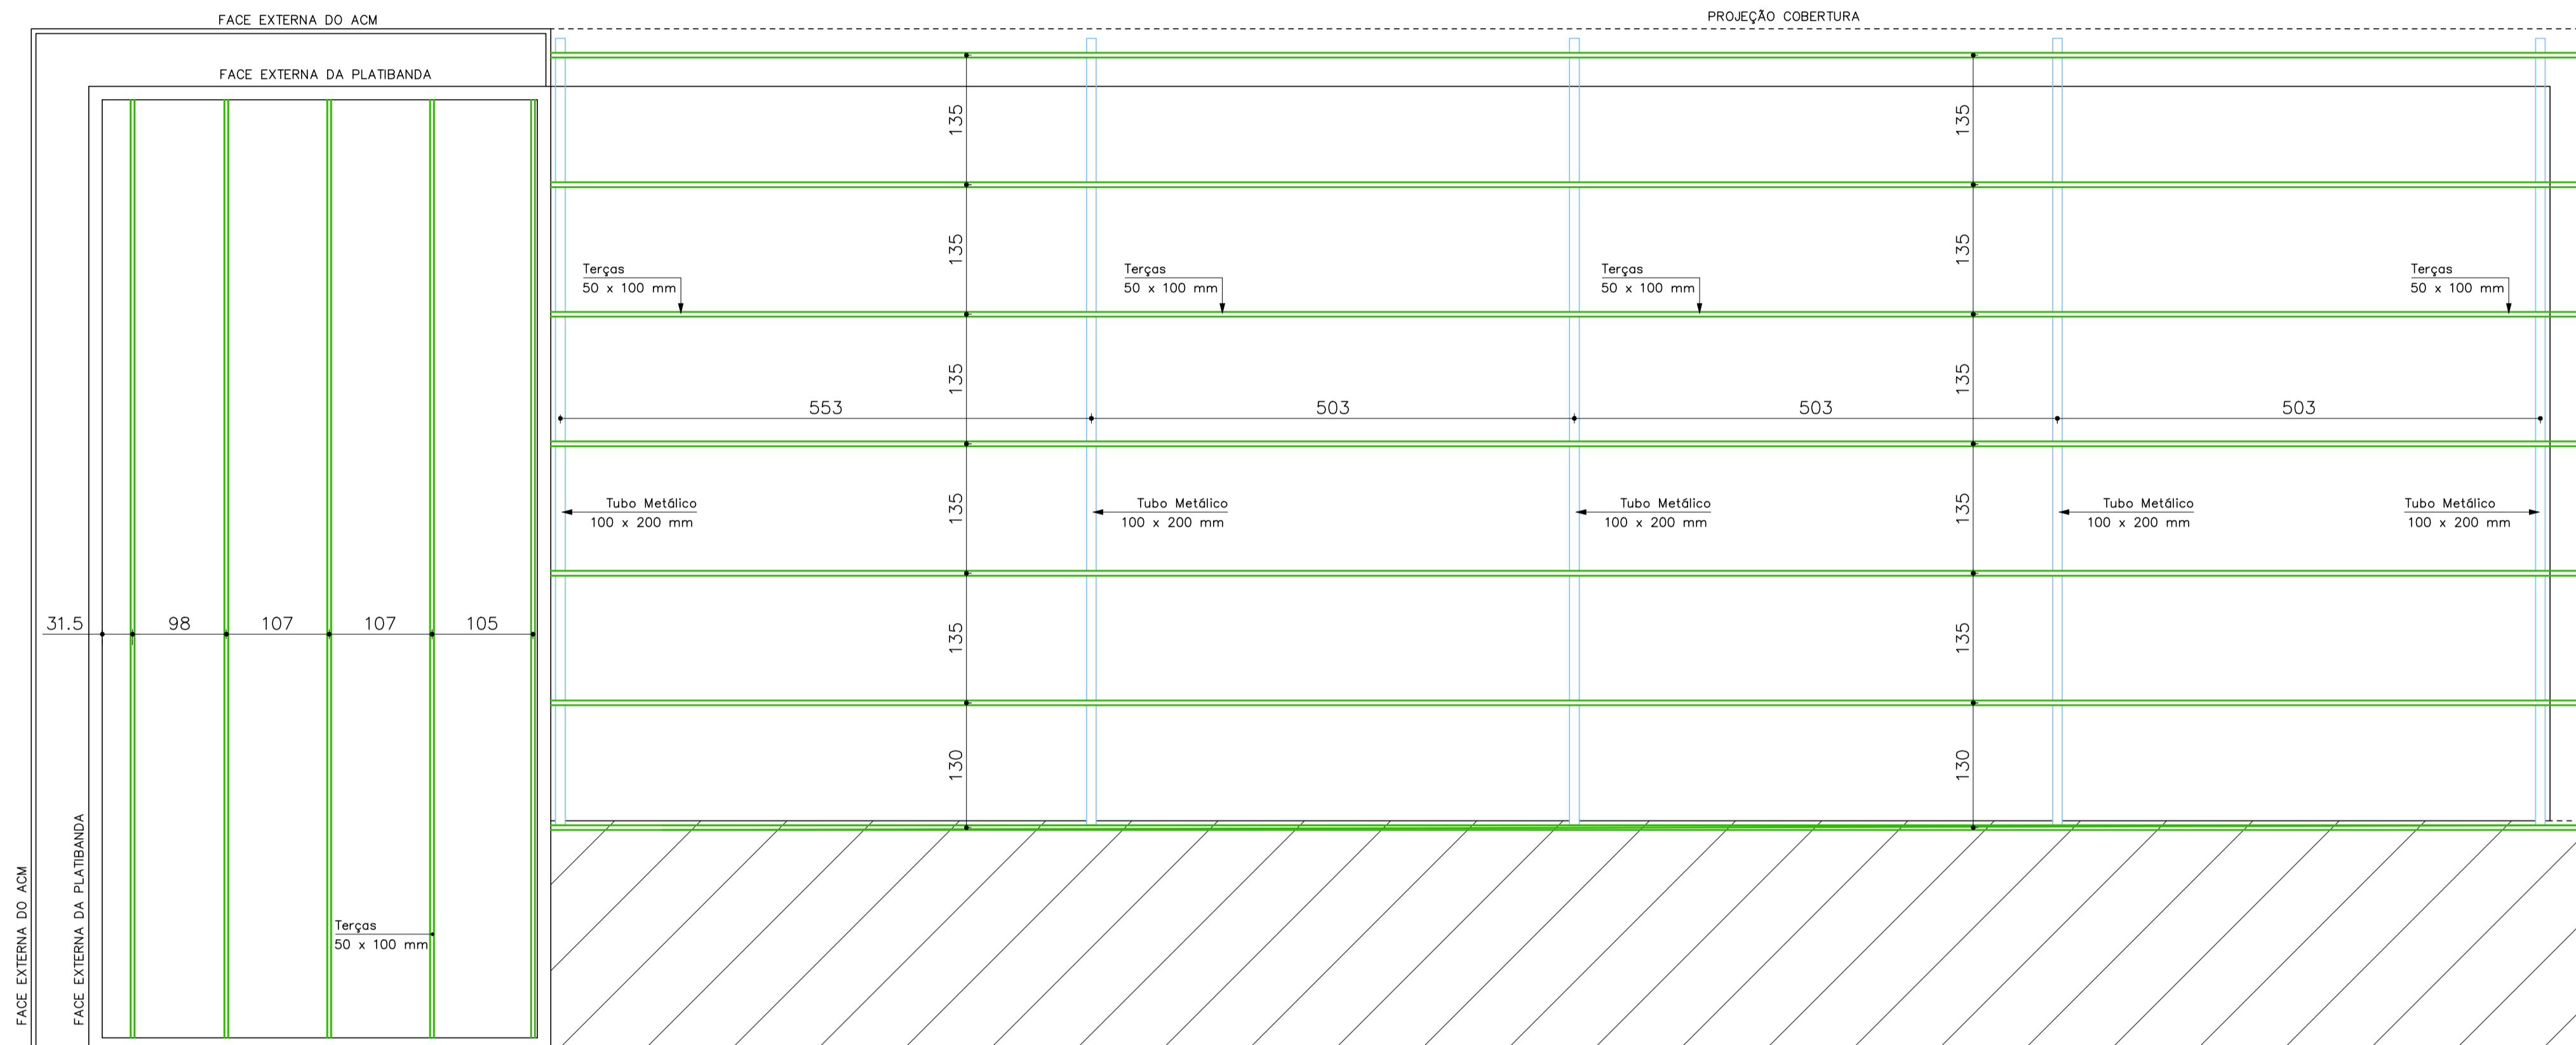 FACE EXTERNA DO ACM
PROJEÇÃO COBERTURA
FACE EXTERNA DA PLATIBANDA
135
135
135
135
Terças
50 x 100 mm
Terças
50 x 100 mm
Terças
50 x 100 mm
Terças
50 x 100 mm
135
135
553
503
503
503
135
135
Tubo Metálico
100 x 200 mm
Tubo Metálico
100 x 200 mm
Tubo Metálico
100 x 200 mm
Tubo Metálico
100 x 200 mm
Tubo Metálico
100 x 200 mm
31.5
98
107
107
105
135
135
130
130
Terças
50 x 100 mm
FACE EXTERNA DO ACM
FACE EXTERNA DA PLATIBANDA